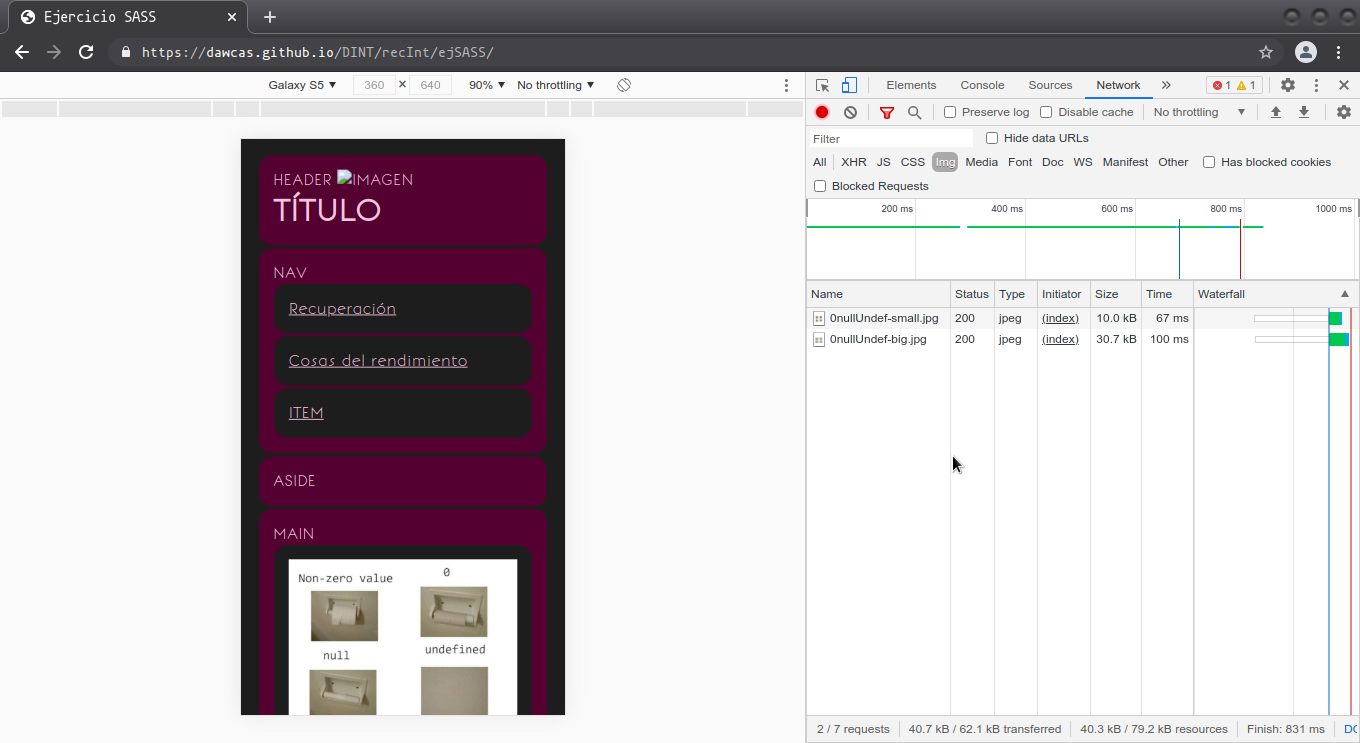 Ejercicio SASS
https://dawcas.github.io/DINT/recInt/ejSASS/
Galaxy S5 ▼ 360 × 640 90% ▼ No throttling ▼
Elements Console Sources Network » 1 1
Preserve log Disable cache No throttling ▼
Filter Hide data URLs
All XHR JS CSS Img Media Font Doc WS Manifest Other Has blocked cookies
Blocked Requests
200 ms 400 ms 600 ms 800 ms 1000 ms
Name Status Type Initiator Size Time Waterfall
0nullUndef-small.jpg 200 jpeg (index) 10.0 kB 67 ms
0nullUndef-big.jpg 200 jpeg (index) 30.7 kB 100 ms
2 / 7 requests 40.7 kB / 62.1 kB transferred 40.3 kB / 79.2 kB resources Finish: 831 ms
HEADER IMAGEN
TÍTULO
NAV
Recuperación
Cosas del rendimiento
ITEM
ASIDE
MAIN
Non-zero value 0
null undefined